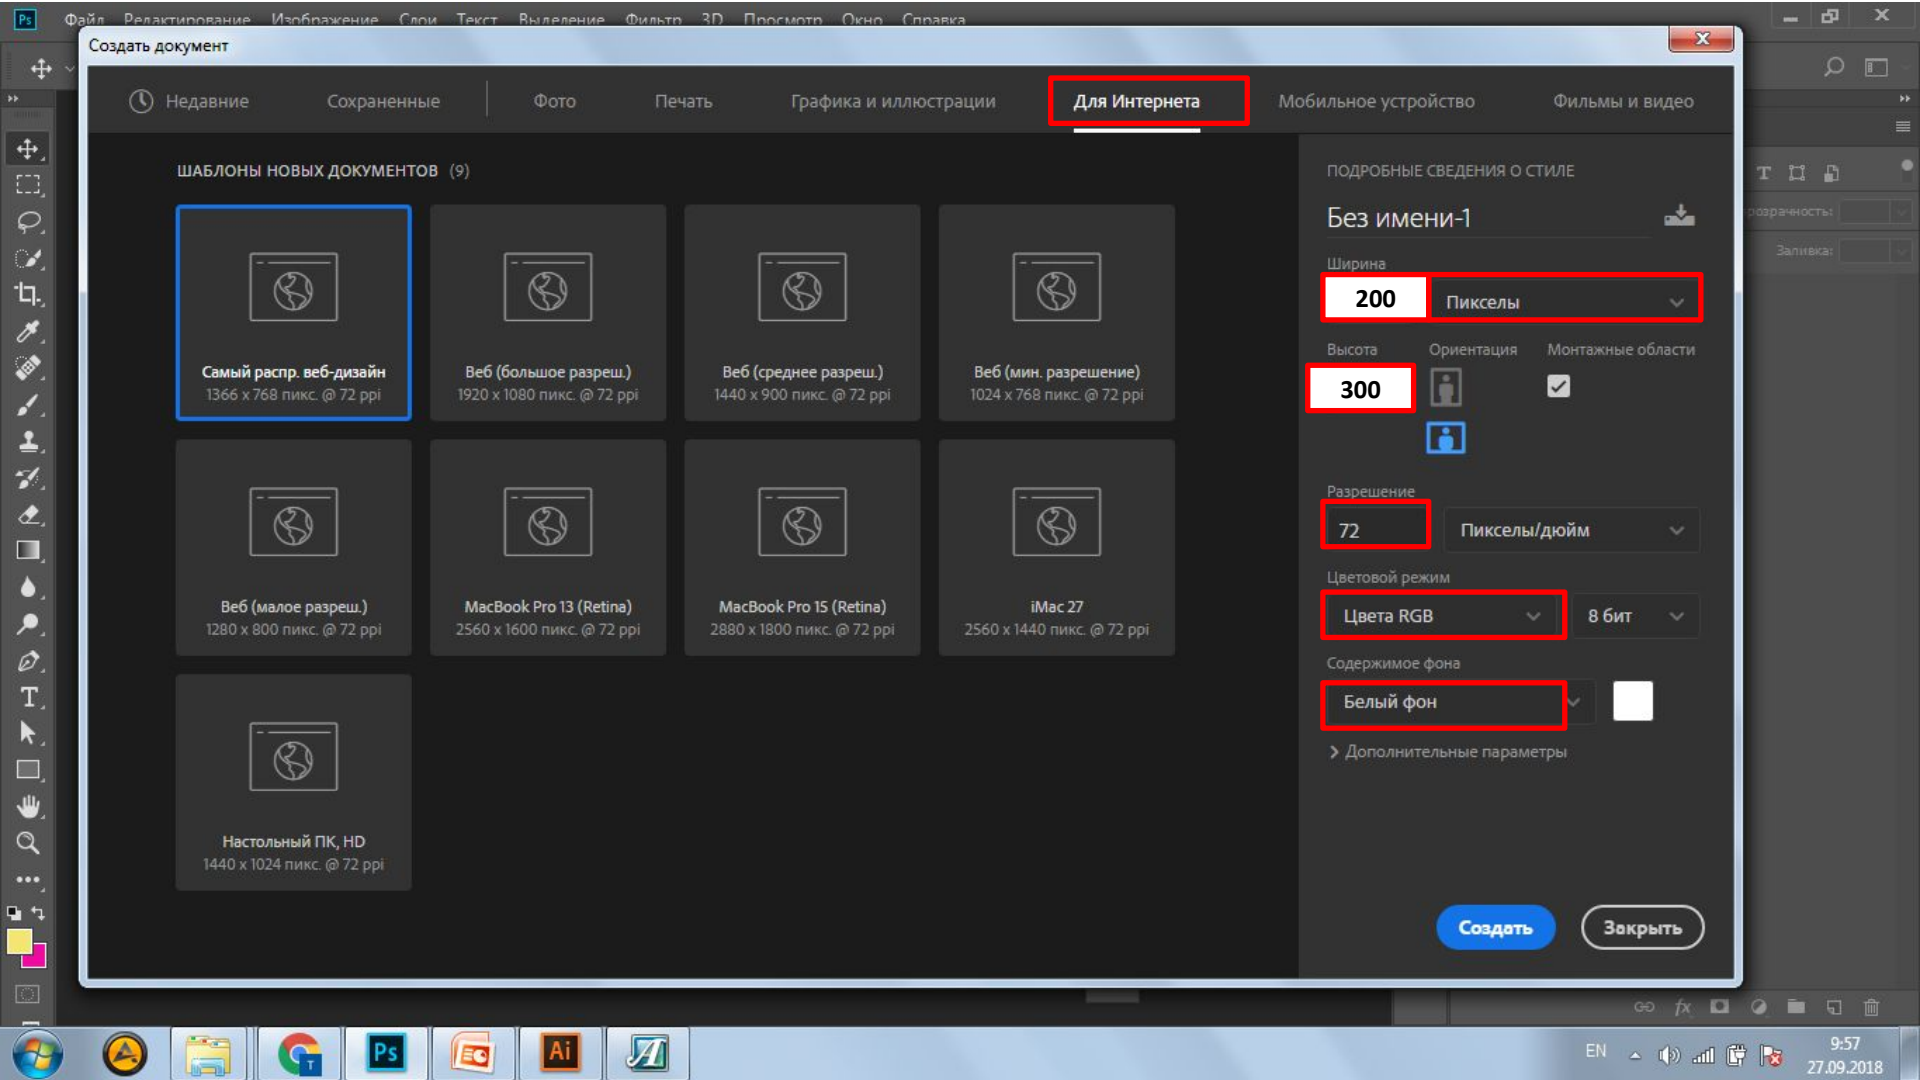 Ps Файл Редактирование Изображение Слои Текст Выделение Фильтр 3D Просмотр Окно Справка
Создать документ
Недавние Сохраненные Фото Печать Графика и иллюстрации Для Интернета Мобильное устройство Фильмы и видео
ШАБЛОНЫ НОВЫХ ДОКУМЕНТОВ (9)
Самый распр. веб-дизайн
1366 x 768 пикс. @ 72 ppi
Веб (большое разреш.)
1920 x 1080 пикс. @ 72 ppi
Веб (среднее разреш.)
1440 x 900 пикс. @ 72 ppi
Веб (мин. разрешение)
1024 x 768 пикс. @ 72 ppi
Веб (малое разреш.)
1280 x 800 пикс. @ 72 ppi
MacBook Pro 13 (Retina)
2560 x 1600 пикс. @ 72 ppi
MacBook Pro 15 (Retina)
2880 x 1800 пикс. @ 72 ppi
iMac 27
2560 x 1440 пикс. @ 72 ppi
Настольный ПК, HD
1440 x 1024 пикс. @ 72 ppi
ПОДРОБНЫЕ СВЕДЕНИЯ О СТИЛЕ
Без имени-1
Ширина
200 Пикселы
Высота Ориентация Монтажные области
300
Разрешение
72 Пикселы/дюйм
Цветовой режим
Цвета RGB 8 бит
Содержимое фона
Белый фон
Дополнительные параметры
Создать Закрыть
Заливка:
Ps Ai
EN 9:57
27.09.2018